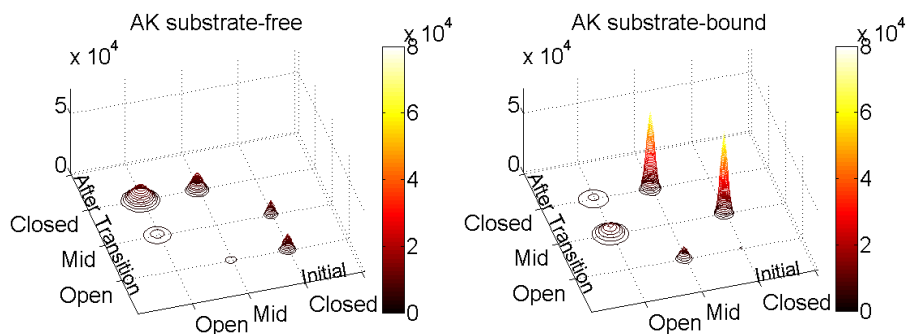 AK substrate-free
x 10^4
5
0
After Transition
Closed
Mid
Open
Open
Mid
Closed
Initial
x 10^4
8
6
4
2
0
AK substrate-bound
x 10^4
5
0
After Transition
Closed
Mid
Open
Open
Mid
Closed
Initial
x 10^4
8
6
4
2
0